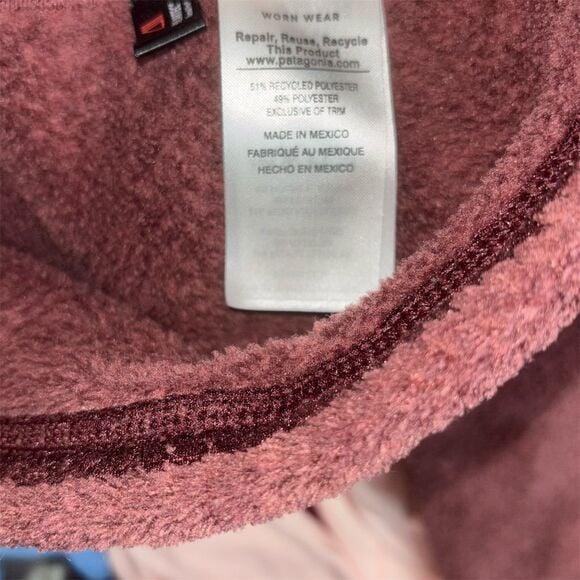 WORN WEAR
Repair, Reuse, Recycle
This Product
www.patagonia.com
51% RECYCLED POLYESTER
49% POLYESTER
EXCLUSIVE OF TRIM
MADE IN MEXICO
FABRIQUÉ AU MEXIQUE
HECHO EN MEXICO